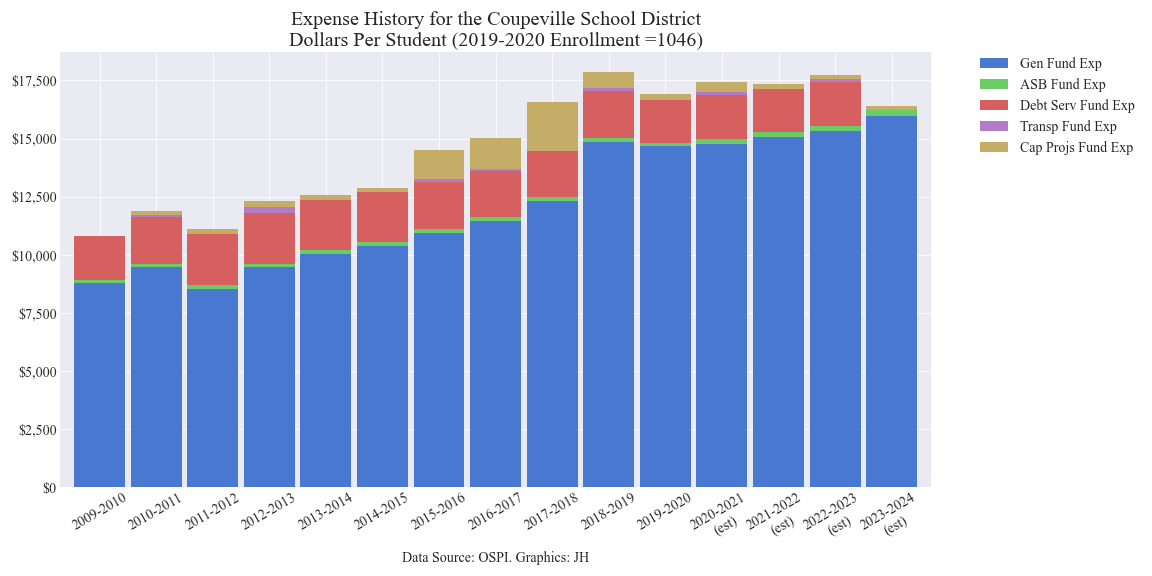 Expense History for the Coupeville School District
Dollars Per Student (2019-2020 Enrollment =1046)
$17,500
$15,000
$12,500
$10,000
$7,500
$5,000
$2,500
$0
2009-2010
2010-2011
2011-2012
2012-2013
2013-2014
2014-2015
2015-2016
2016-2017
2017-2018
2018-2019
2019-2020
2020-2021
(est)
2021-2022
(est)
2022-2023
(est)
2023-2024
(est)
Data Source: OSPI. Graphics: JH
Gen Fund Exp
ASB Fund Exp
Debt Serv Fund Exp
Transp Fund Exp
Cap Projs Fund Exp